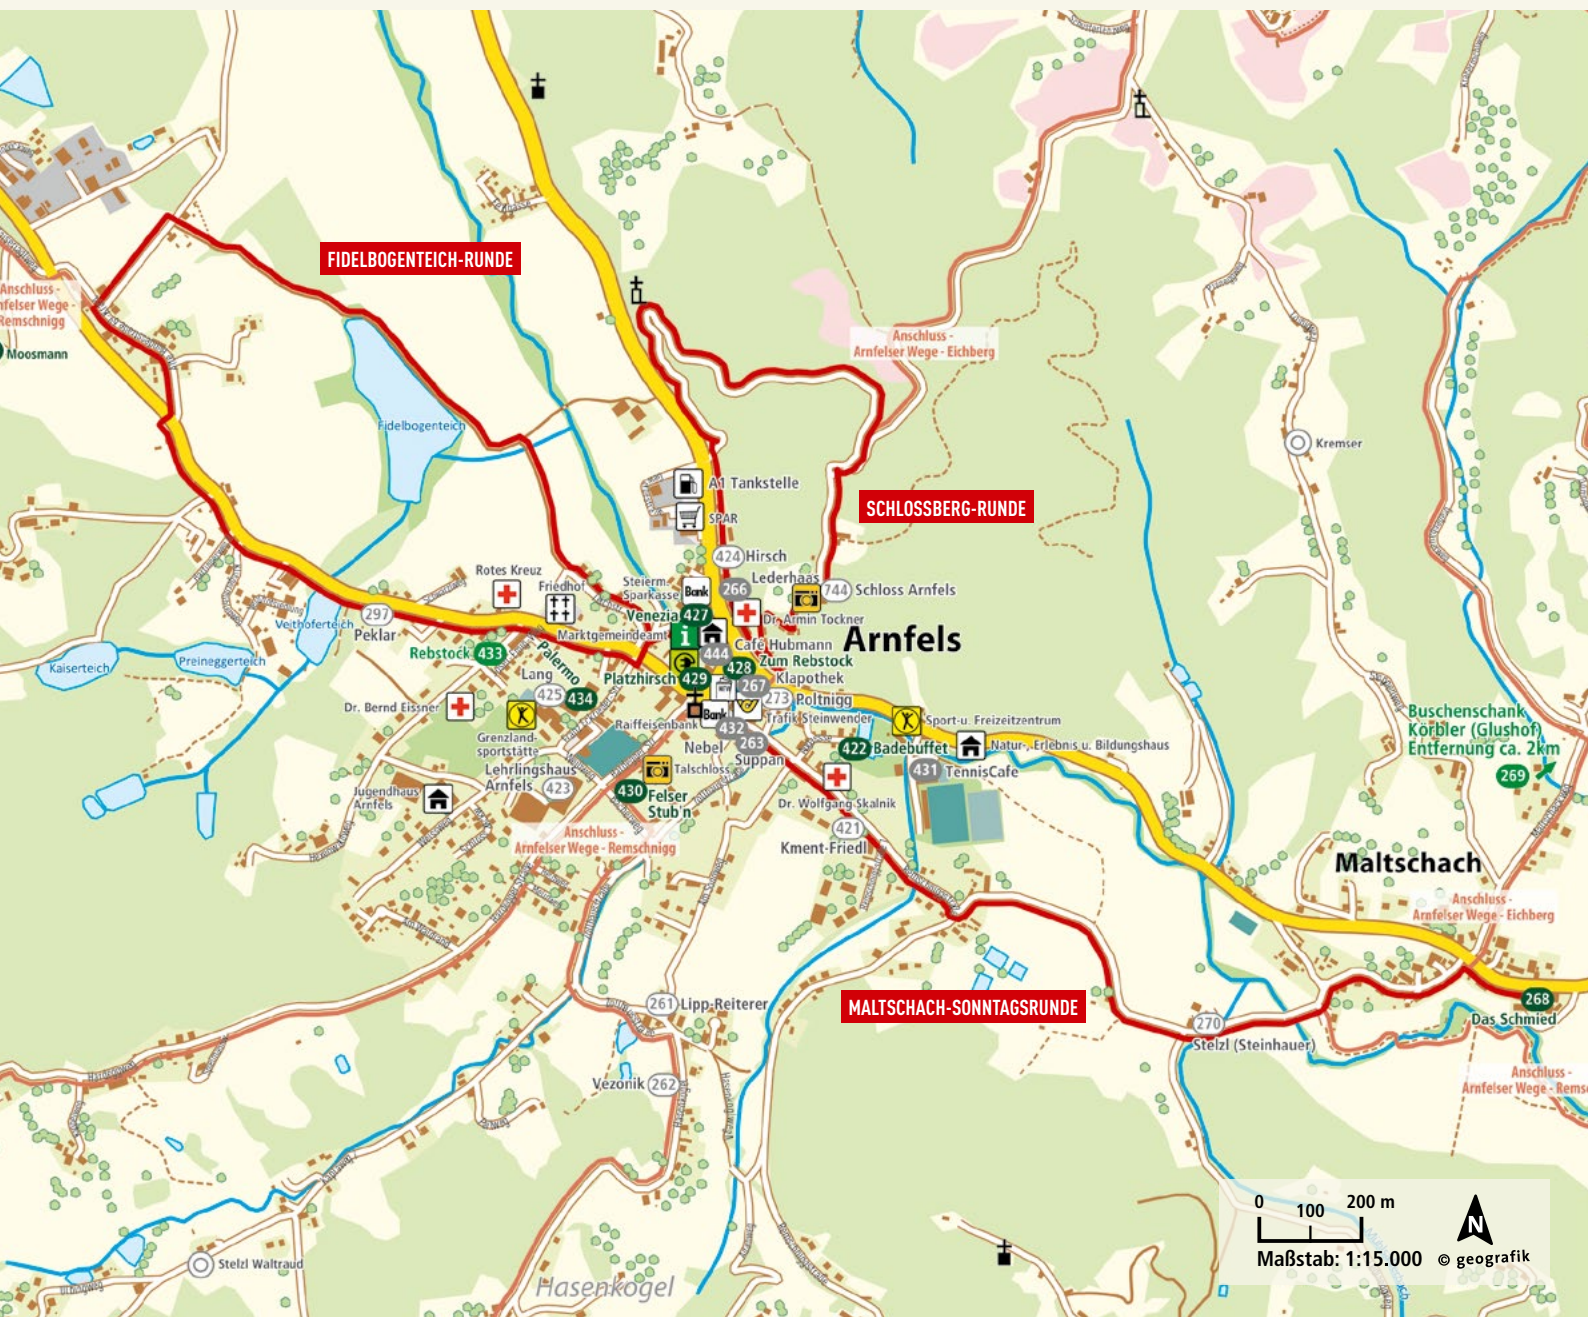 FIDELBOGENTEICH-RUNDE
Anschluss -
Arnfelser Wege - Eichberg
Moosmann
Fidelbogenteich
Kremser
A1 Tankstelle
SPAR
SCHLOSSBERG-RUNDE
424 Hirsch
Rotes Kreuz
Friedhof
Steierm.
Sparkasse
Bank
266
Lederhaas
744 Schloss Arnfels
Venezia 427
Dr. Armin Tockner
297
Peklar
Veithoferteich
Kaiserteich
Preineggerteich
Marktgemeindeamt
i
Café Hubmann
444
Arnfels
Rebstock 433
Palermo
434
Lang
425
Platzhirsch 429
428 Zum Rebstock
Klapothek
267
273 Poltnigg
Trafik Steinwender
Dr. Bernd Eissner
Grenzland-
sportstätte
Raiffeisenbank
Bank
432
263
Nebel
Suppan
Sport-u. Freizeitzentrum
422 Badebuffet
Natur-, Erlebnis u. Bildungshaus
431 TennisCafe
Buschenschank
Körbler (Glushof)
Entfernung ca. 2km
269
Lehrlingshaus
Arnfels 423
Talschloss
430 Felser
Stub'n
Jugendhaus
Arnfels
Dr. Wolfgang Skalnik
421
Kment-Friedl
Anschluss -
Arnfelser Wege - Remschnigg
Maltschach
Anschluss -
Arnfelser Wege - Eichberg
261 Lipp-Reiterer
MALTSCHACH-SONNTAGSRUNDE
268
Das Schmied
270
Stelzl (Steinhauer)
Vezonik 262
Anschluss -
Stelzl Waltraud
Hasenkogel
0 100 200 m
Maßstab: 1:15.000
N
© geografik